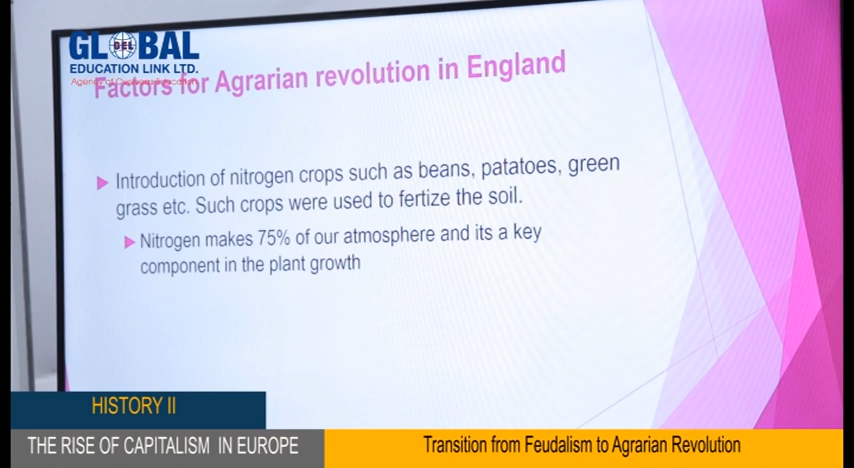 GLOBAL
GEL
EDUCATION LINK LTD.
Factors for Agrarian revolution in England
Introduction of nitrogen crops such as beans, patatoes, green
grass etc. Such crops were used to fertize the soil.
Nitrogen makes 75% of our atmosphere and its a key
component in the plant growth
HISTORY II
THE RISE OF CAPITALISM IN EUROPE
Transition from Feudalism to Agrarian Revolution